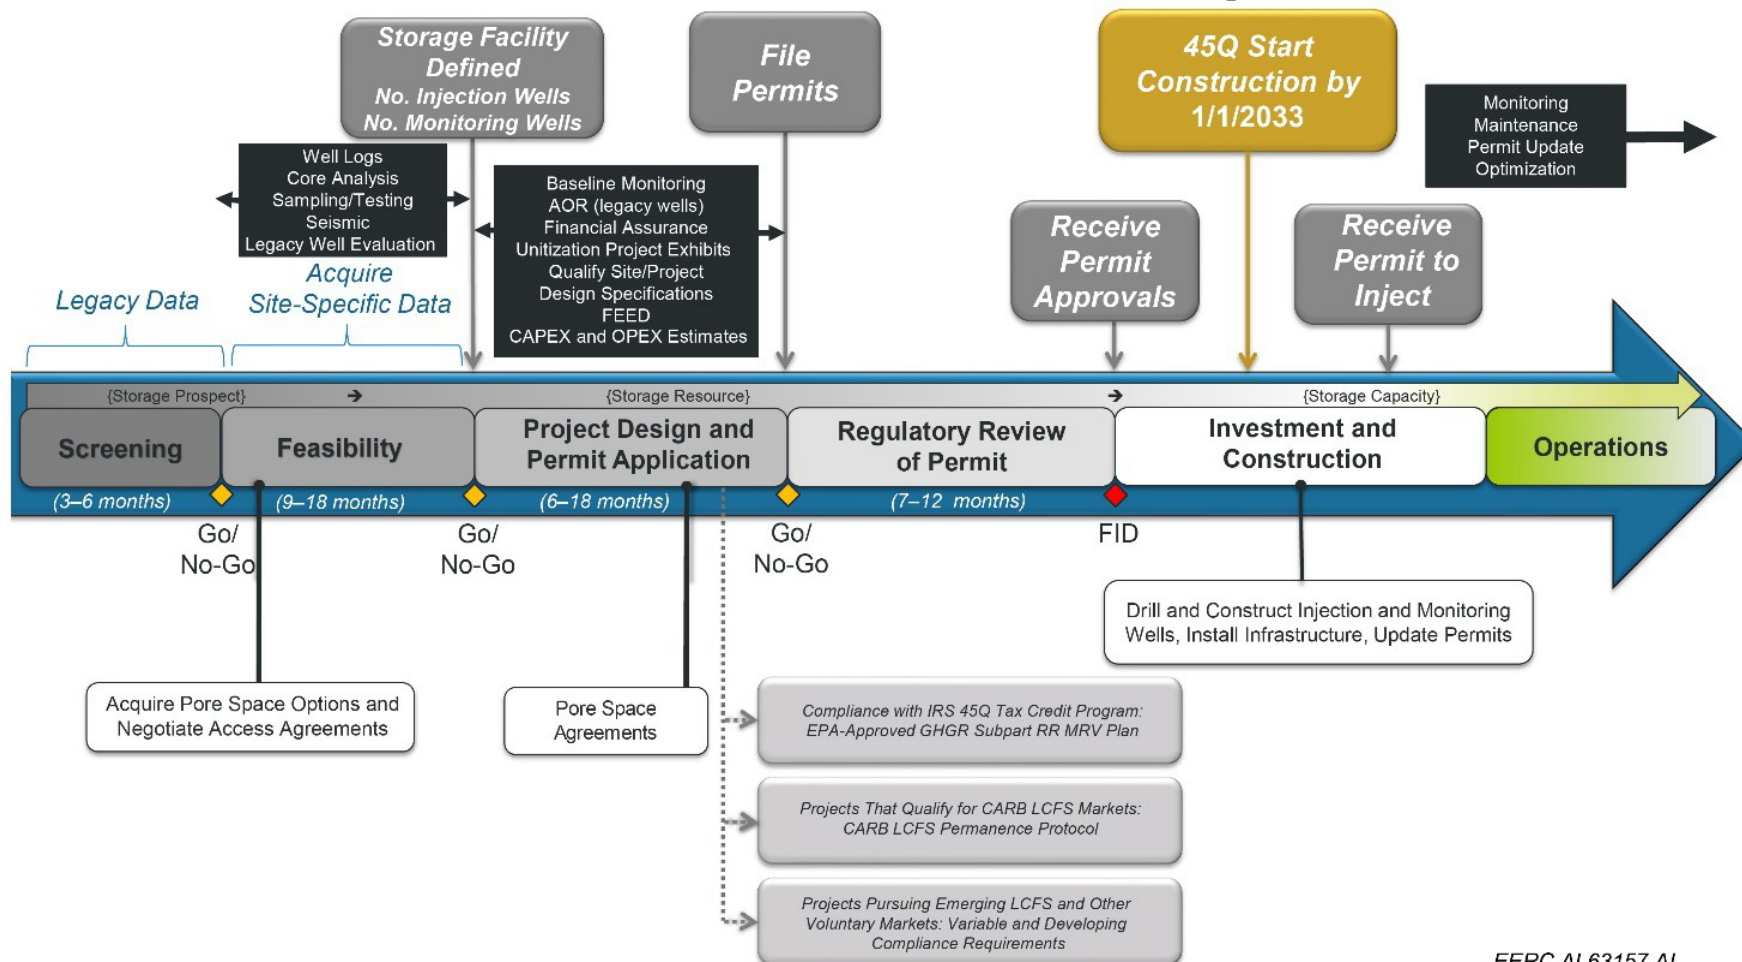 Storage Facility
Defined
No. Injection Wells
No. Monitoring Wells
File
Permits
45Q Start
Construction by
1/1/2033
Monitoring
Maintenance
Permit Update
Optimization
Well Logs
Core Analysis
Sampling/Testing
Seismic
Legacy Well Evaluation
Baseline Monitoring
AOR (legacy wells)
Financial Assurance
Unitization Project Exhibits
Qualify Site/Project
Design Specifications
FEED
CAPEX and OPEX Estimates
Receive
Permit
Approvals
Receive
Permit to
Inject
Legacy Data
Acquire
Site-Specific Data
{Storage Prospect}
{Storage Resource}
{Storage Capacity}
Screening
Feasibility
Project Design and
Permit Application
Regulatory Review
of Permit
Investment and
Construction
Operations
(3–6 months)
(9–18 months)
(6–18 months)
(7–12 months)
Go/
No-Go
Go/
No-Go
Go/
No-Go
FID
Drill and Construct Injection and Monitoring
Wells, Install Infrastructure, Update Permits
Acquire Pore Space Options and
Negotiate Access Agreements
Pore Space
Agreements
Compliance with IRS 45Q Tax Credit Program:
EPA-Approved GHGR Subpart RR MRV Plan
Projects That Qualify for CARB LCFS Markets:
CARB LCFS Permanence Protocol
Projects Pursuing Emerging LCFS and Other
Voluntary Markets: Variable and Developing
Compliance Requirements